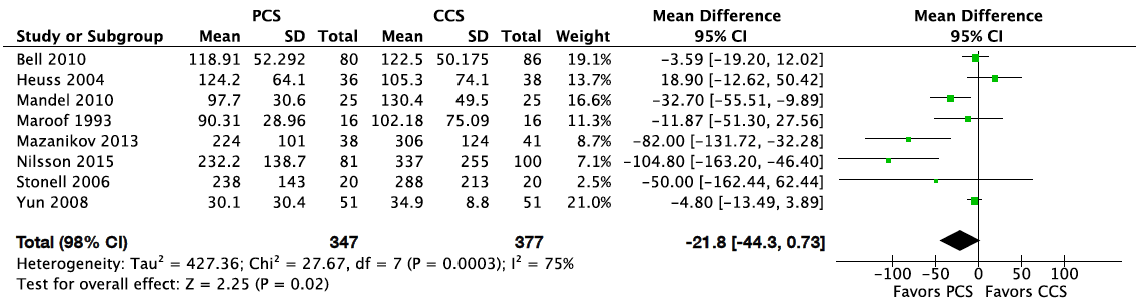 PCS CCS Mean Difference Mean Difference
Study or Subgroup Mean SD Total Mean SD Total Weight 95% CI 95% CI
Bell 2010 118.91 52.292 80 122.5 50.175 86 19.1% -3.59 [-19.20, 12.02]
Heuss 2004 124.2 64.1 36 105.3 74.1 38 13.7% 18.90 [-12.62, 50.42]
Mandel 2010 97.7 30.6 25 130.4 49.5 25 16.6% -32.70 [-55.51, -9.89]
Maroof 1993 90.31 28.96 16 102.18 75.09 16 11.3% -11.87 [-51.30, 27.56]
Mazanikov 2013 224 101 38 306 124 41 8.7% -82.00 [-131.72, -32.28]
Nilsson 2015 232.2 138.7 81 337 255 100 7.1% -104.80 [-163.20, -46.40]
Stonell 2006 238 143 20 288 213 20 2.5% -50.00 [-162.44, 62.44]
Yun 2008 30.1 30.4 51 34.9 8.8 51 21.0% -4.80 [-13.49, 3.89]
Total (98% CI) 347 377 -21.8 [-44.3, 0.73]
Heterogeneity: Tau² = 427.36; Chi² = 27.67, df = 7 (P = 0.0003); I² = 75%
Test for overall effect: Z = 2.25 (P = 0.02)
-100 -50 0 50 100
Favors PCS Favors CCS